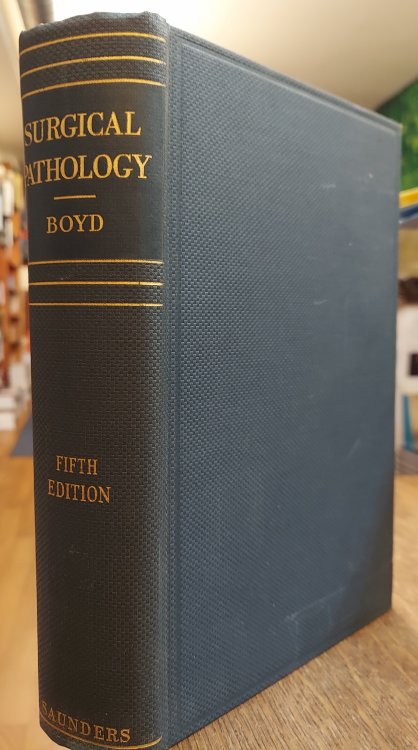 SURGICAL
PATHOLOGY
BOYD
FIFTH
EDITION
SAUNDERS